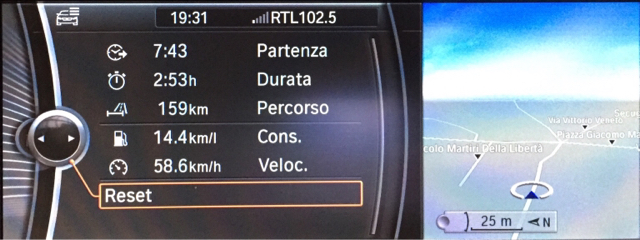 19:31 RTL102.5
7:43 Partenza
2:53h Durata
159km Percorso
14.4km/l Cons.
58.6km/h Veloc.
Reset
Via Vittorio Veneto
Piazza Giacomo Ma
colo Martiri Della Libertà
25 m N